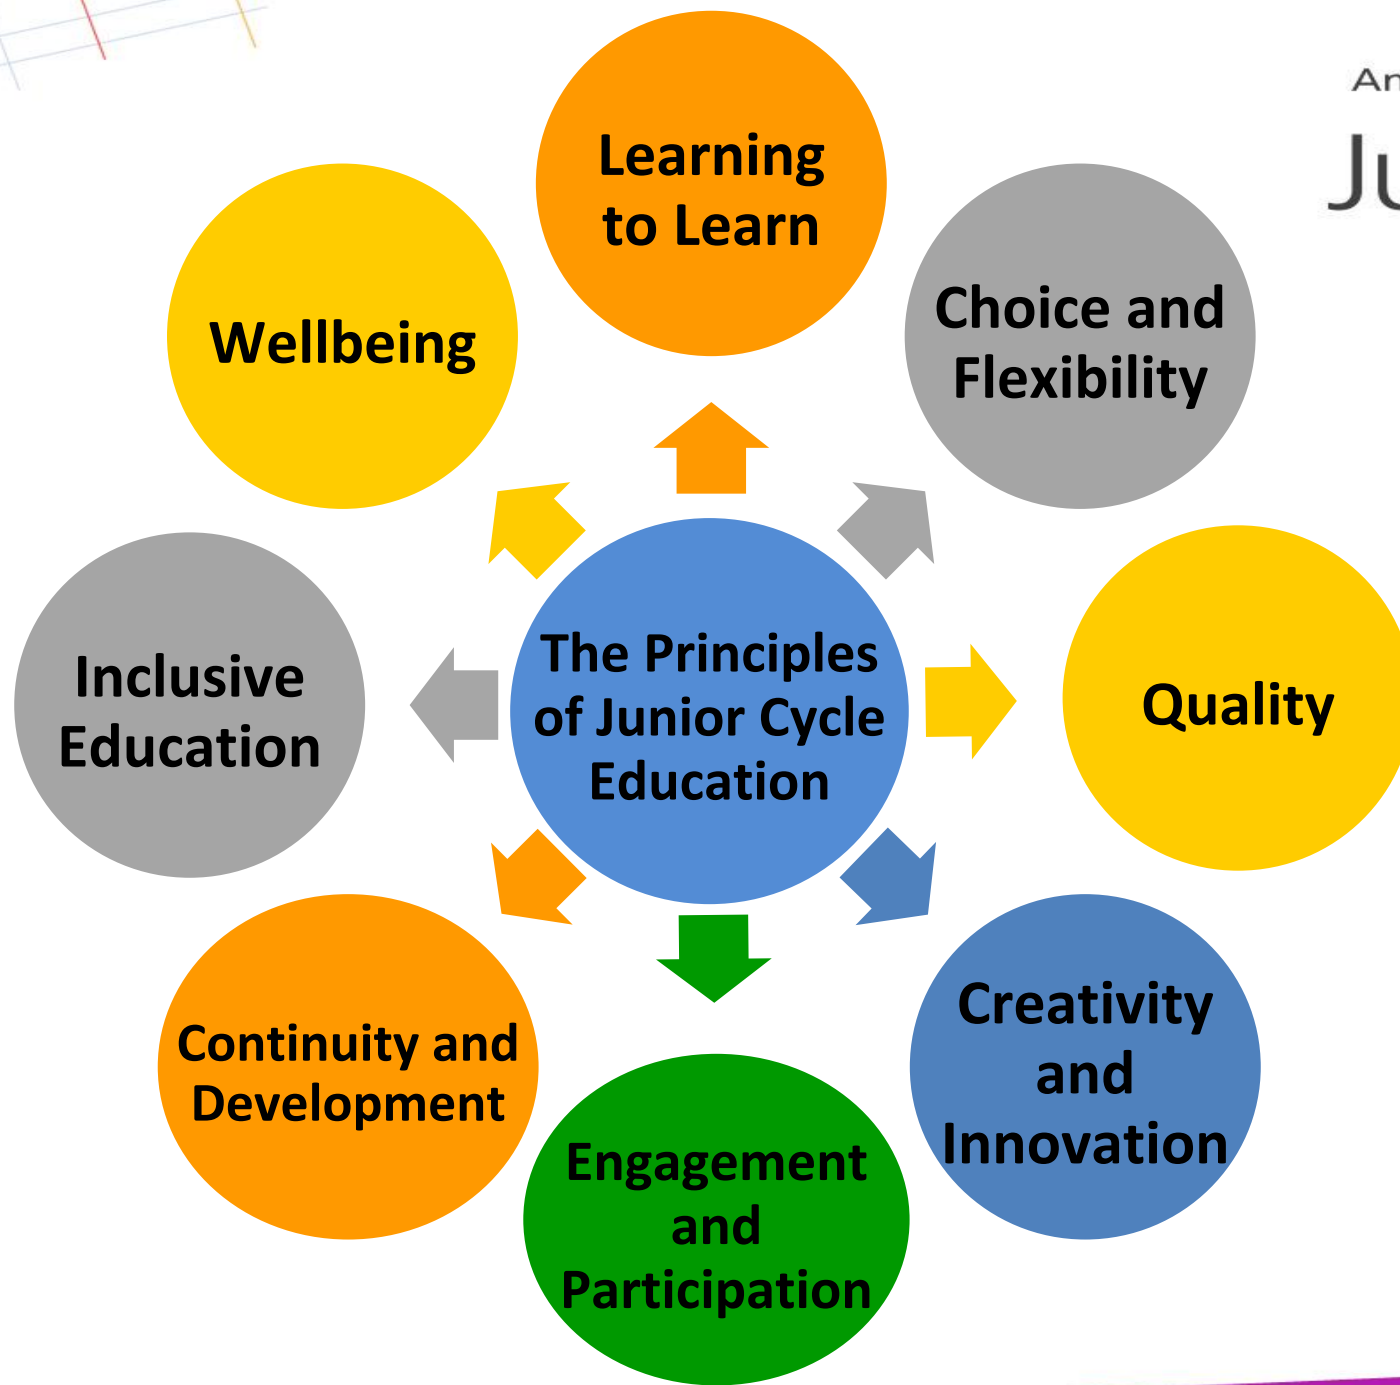 Learning
to Learn
Choice and
Flexibility
Quality
Creativity
and
Innovation
Engagement
and
Participation
Continuity and
Development
Inclusive
Education
Wellbeing
The Principles
of Junior Cycle
Education